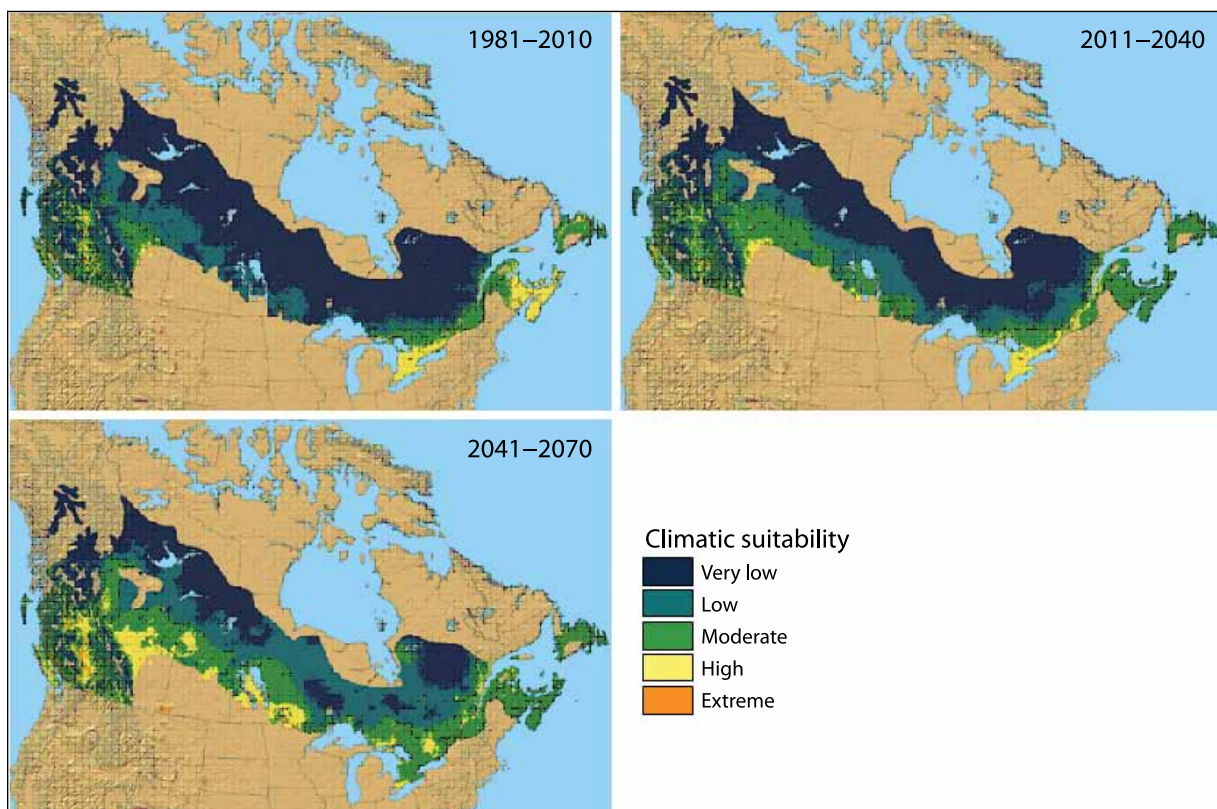 1981–2010
2011–2040
2041–2070
Climatic suitability
Very low
Low
Moderate
High
Extreme